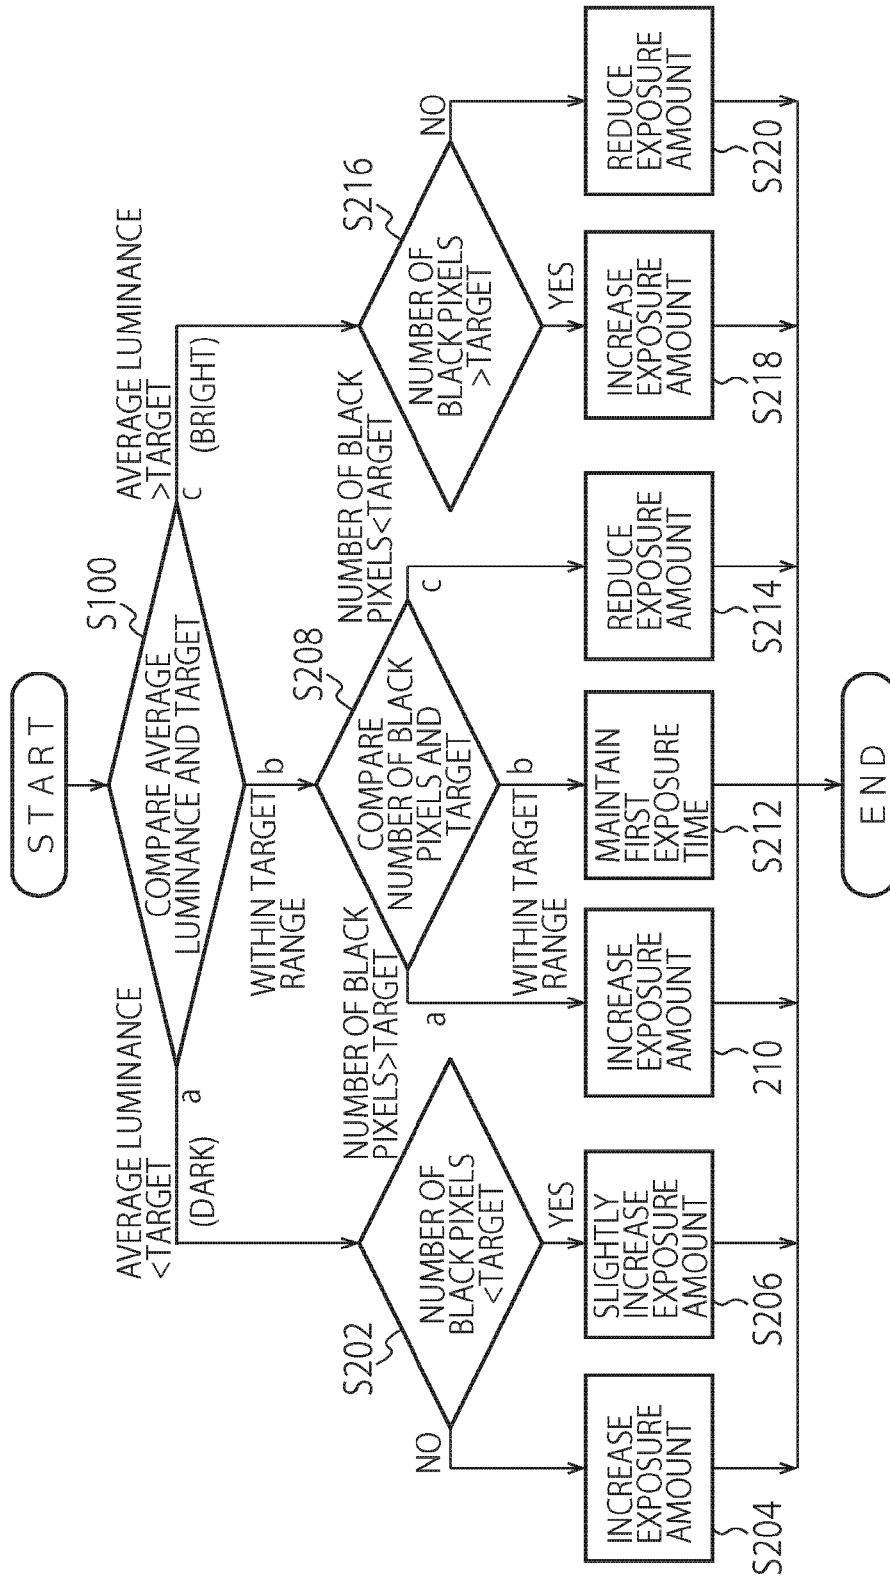 START
S100
COMPARE AVERAGE
LUMINANCE AND TARGET
AVERAGE LUMINANCE
<TARGET
a
(DARK)
WITHIN TARGET
RANGE
b
AVERAGE LUMINANCE
>TARGET
c
(BRIGHT)
S202
NUMBER OF
BLACK PIXELS
<TARGET
NO
YES
S208
COMPARE
NUMBER OF BLACK
PIXELS AND
TARGET
NUMBER OF BLACK
PIXELS>TARGET
a
WITHIN TARGET
RANGE
b
NUMBER OF BLACK
PIXELS<TARGET
c
S216
NUMBER OF
BLACK PIXELS
>TARGET
YES
NO
INCREASE
EXPOSURE
AMOUNT
S204
SLIGHTLY
INCREASE
EXPOSURE
AMOUNT
S206
INCREASE
EXPOSURE
AMOUNT
210
MAINTAIN
FIRST
EXPOSURE
TIME
S212
REDUCE
EXPOSURE
AMOUNT
S214
INCREASE
EXPOSURE
AMOUNT
S218
REDUCE
EXPOSURE
AMOUNT
S220
END